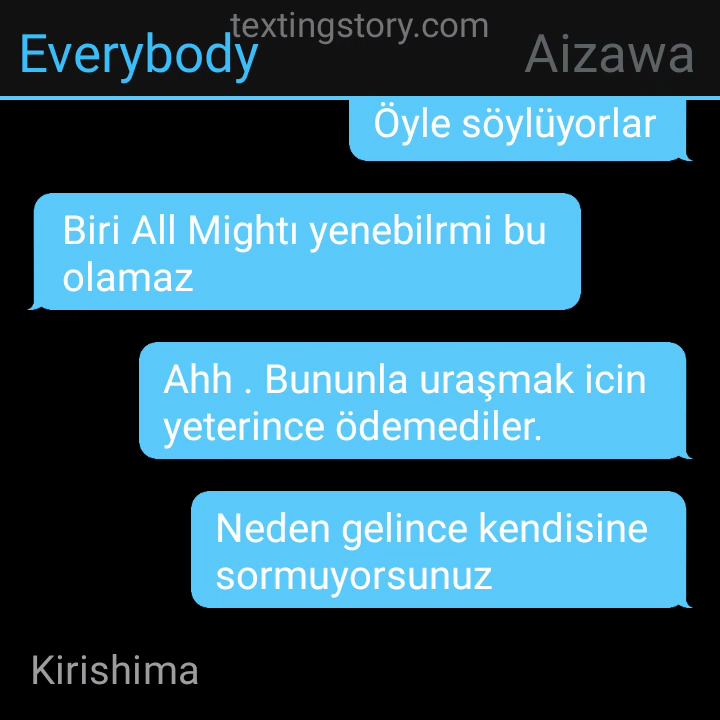 textingstory.com
Everybody
Aizawa
Öyle söylüyorlar
Biri All Mightı yenebilrmi bu
olamaz
Ahh . Bununla uraşmak icin
yeterince ödemediler.
Neden gelince kendisine
sormuyorsunuz
Kirishima